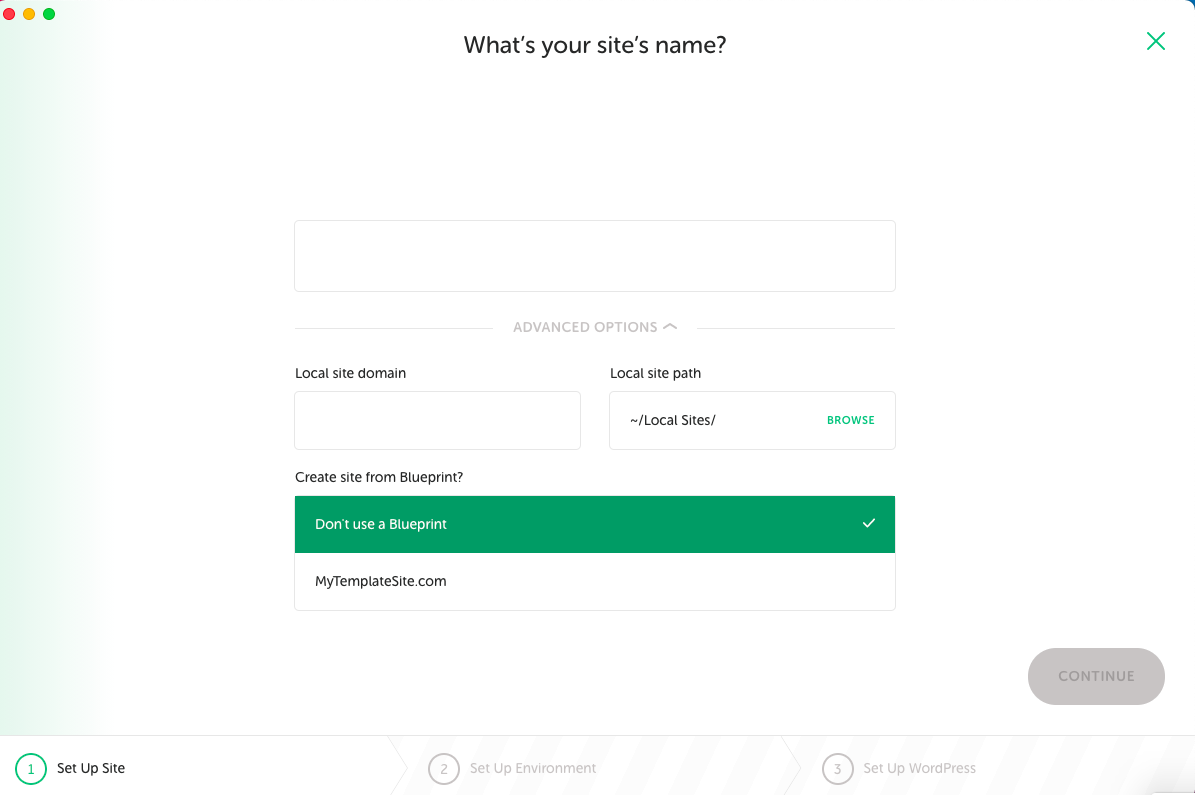 What's your site's name?
ADVANCED OPTIONS
Local site domain
Local site path
~/Local Sites/
BROWSE
Create site from Blueprint?
Don't use a Blueprint
MyTemplateSite.com
CONTINUE
1 Set Up Site
2 Set Up Environment
3 Set Up WordPress